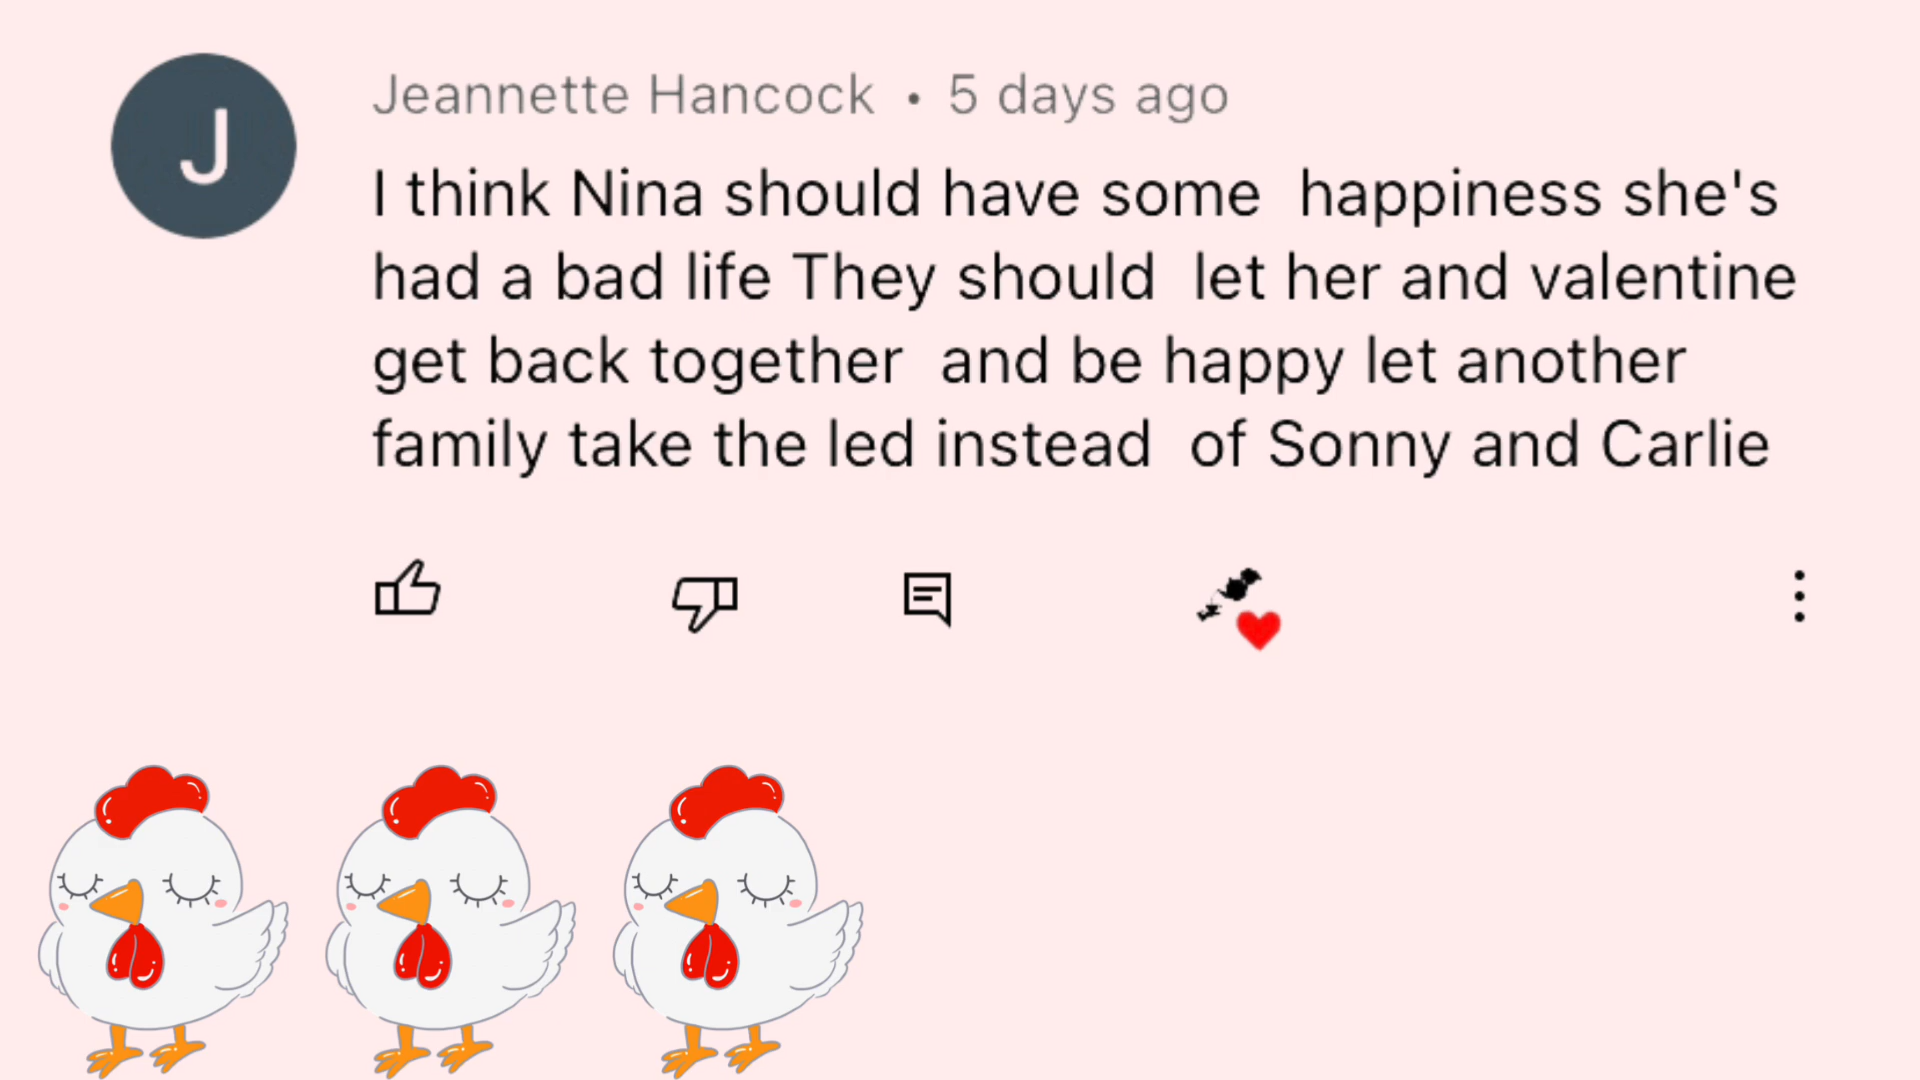 J
Jeannette Hancock • 5 days ago
I think Nina should have some  happiness she's
had a bad life They should  let her and valentine
get back together  and be happy let another
family take the led instead  of Sonny and Carlie